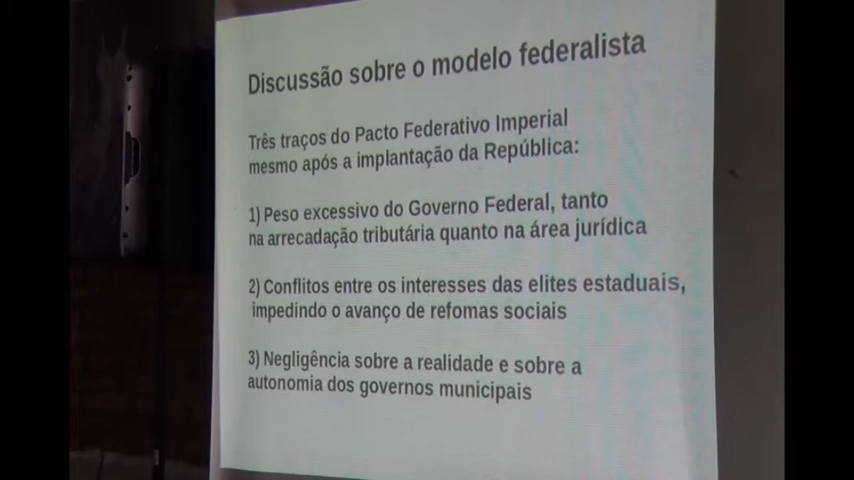 Discussão sobre o modelo federalista
Três traços do Pacto Federativo Imperial
mesmo após a implantação da República:
1) Peso excessivo do Governo Federal, tanto
na arrecadação tributária quanto na área jurídica
2) Conflitos entre os interesses das elites estaduais,
impedindo o avanço de refomas sociais
3) Negligência sobre a realidade e sobre a
autonomia dos governos municipais